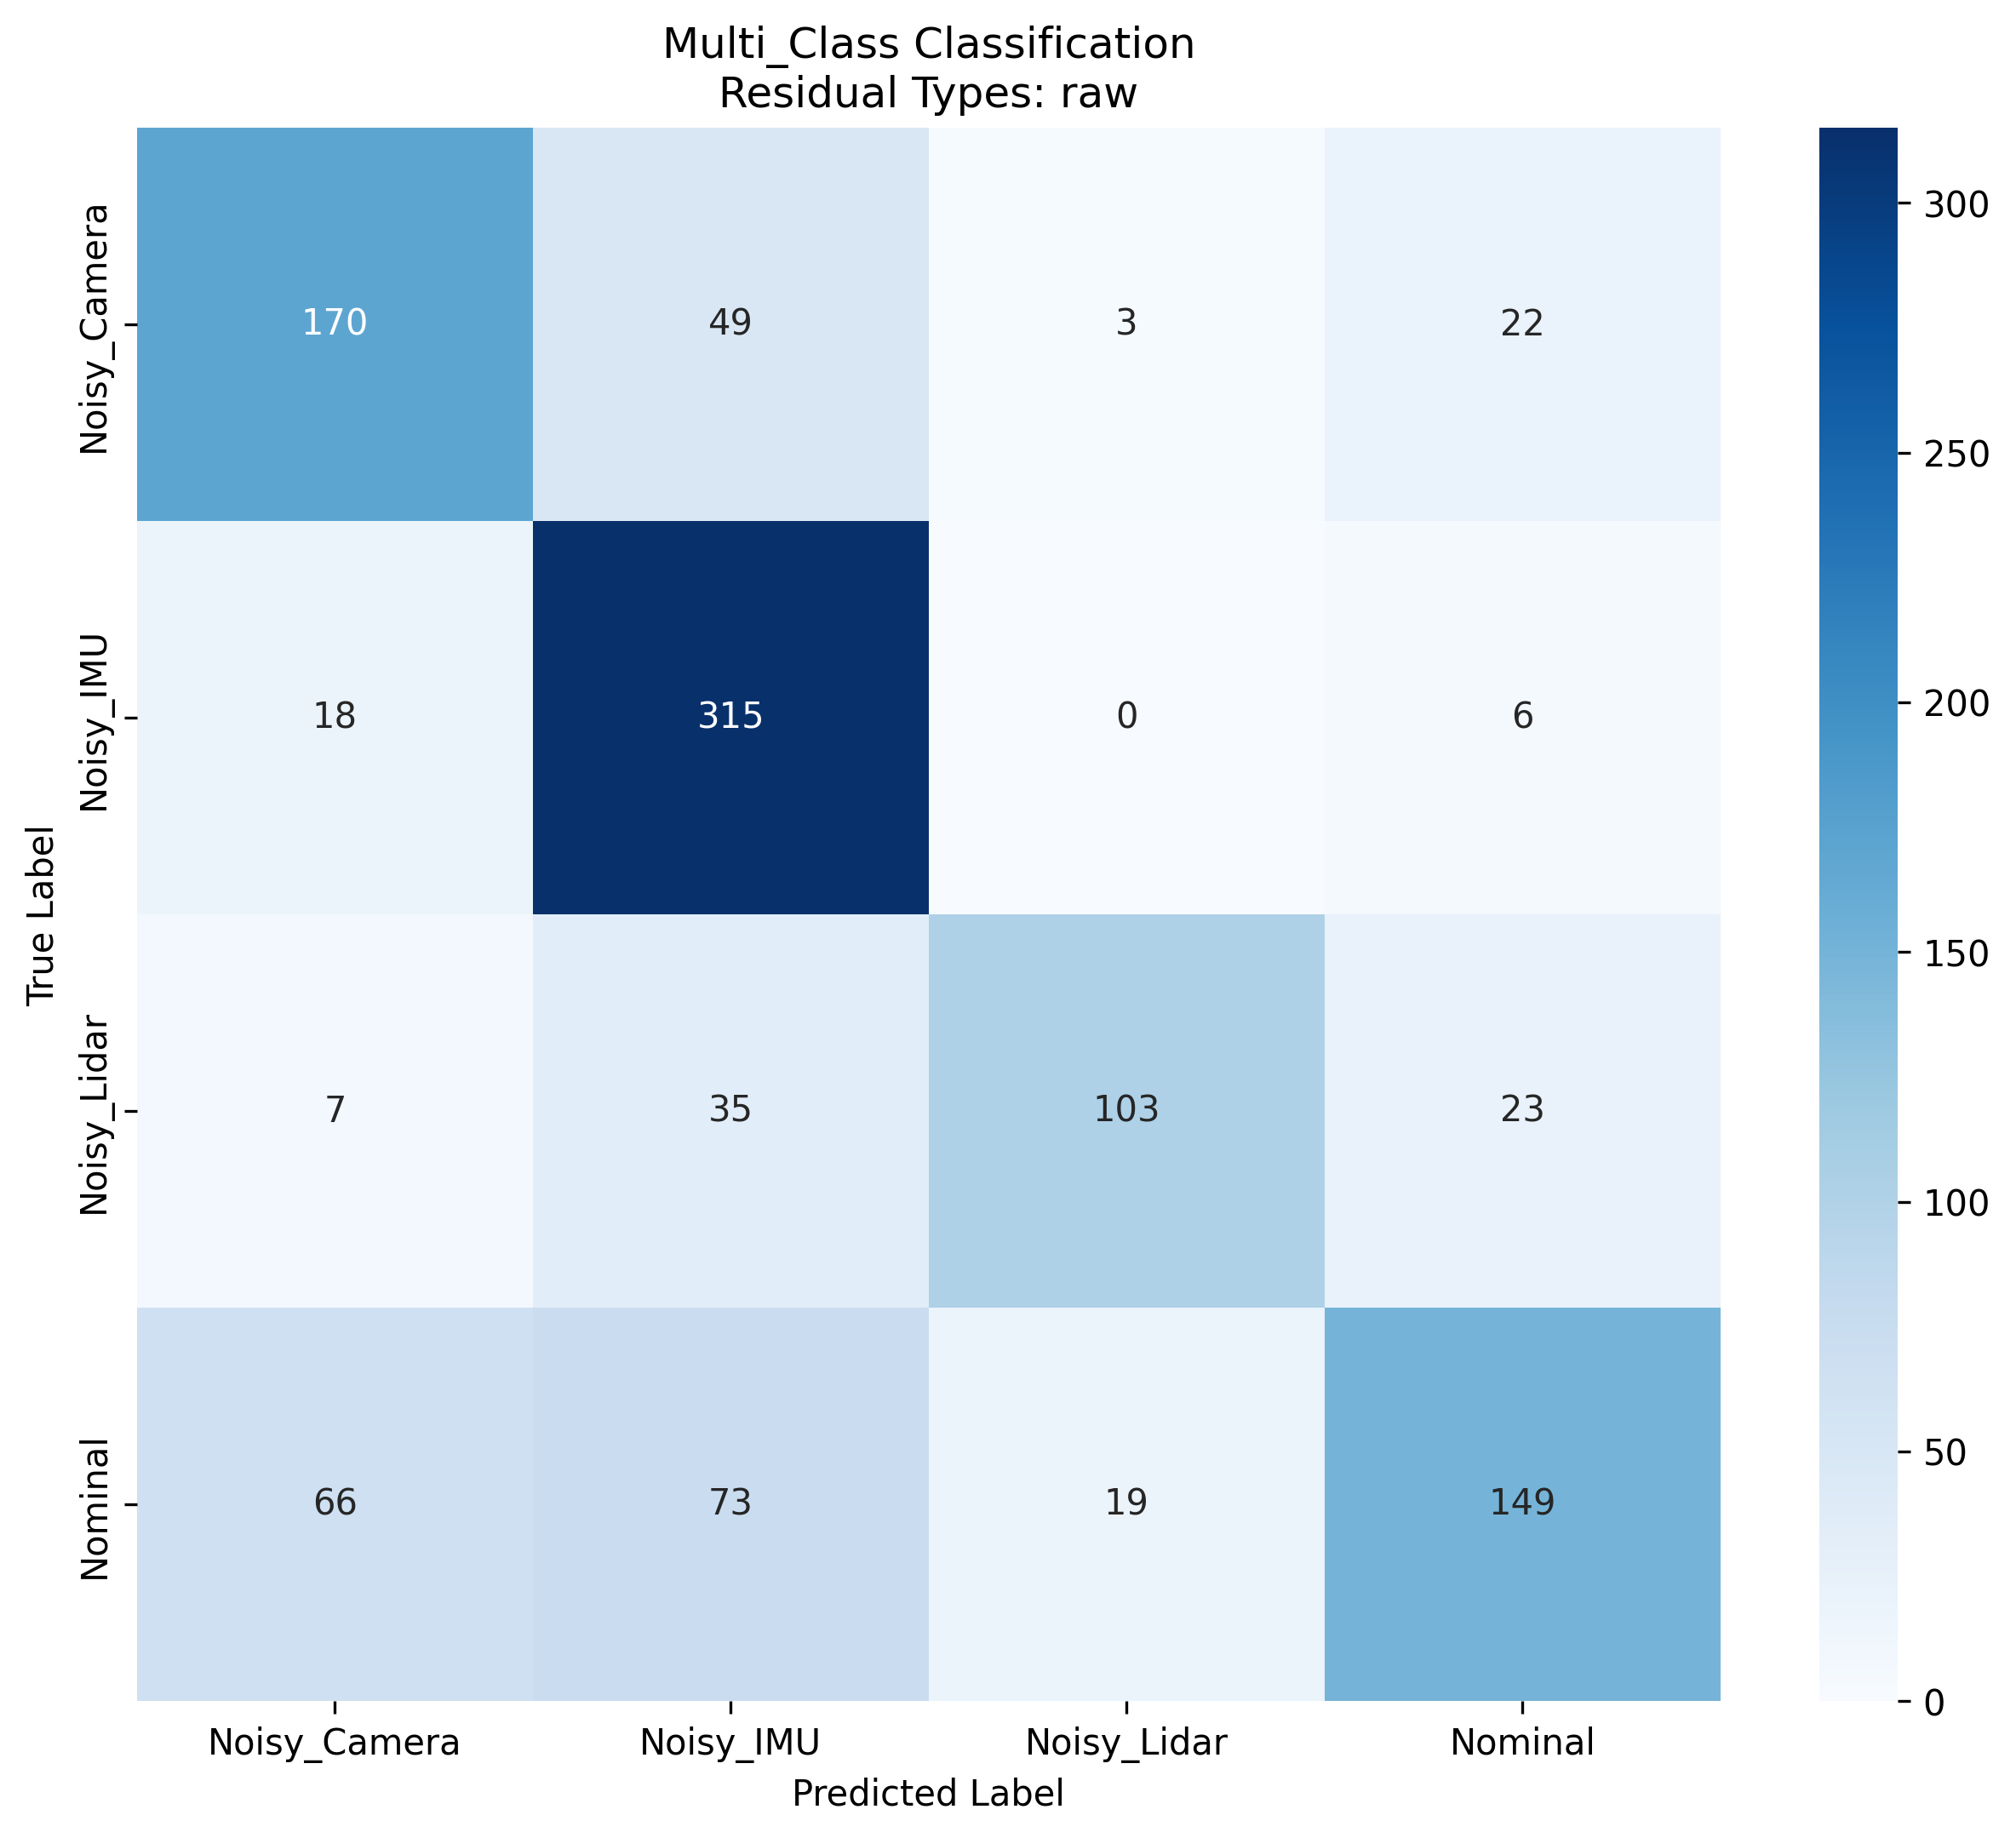 Multi_Class Classification
Residual Types: raw
Noisy_Camera
170
49
3
22
Noisy_IMU
18
315
0
6
Noisy_Lidar
7
35
103
23
Nominal
66
73
19
149
True Label
Noisy_Camera
Noisy_IMU
Noisy_Lidar
Nominal
Predicted Label
300
250
200
150
100
50
0